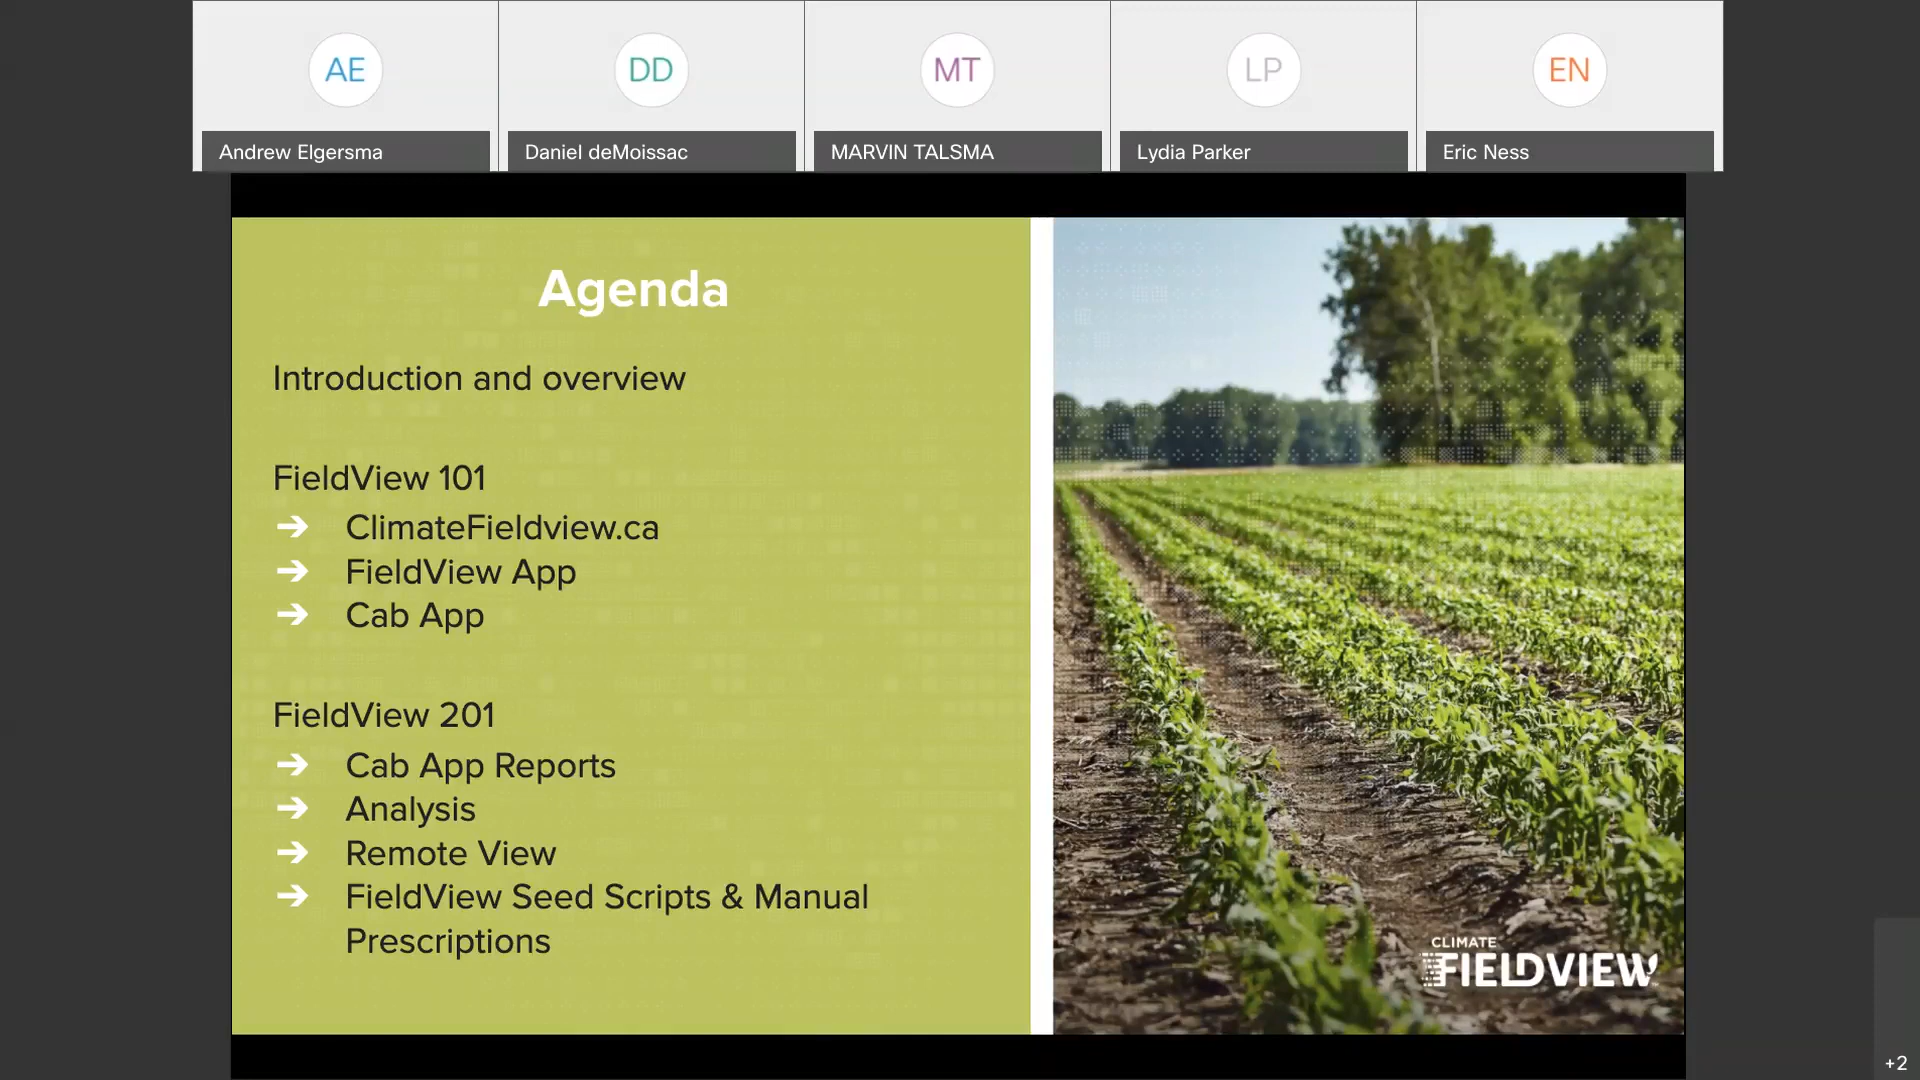 AE
DD
MT
LP
EN
Andrew Elgersma
Daniel deMoissac
MARVIN TALSMA
Lydia Parker
Eric Ness
Agenda
Introduction and overview
FieldView 101
➔ ClimateFieldview.ca
➔ FieldView App
➔ Cab App
FieldView 201
➔ Cab App Reports
➔ Analysis
➔ Remote View
➔ FieldView Seed Scripts & Manual
Prescriptions
CLIMATE
FIELDVIEW
+2